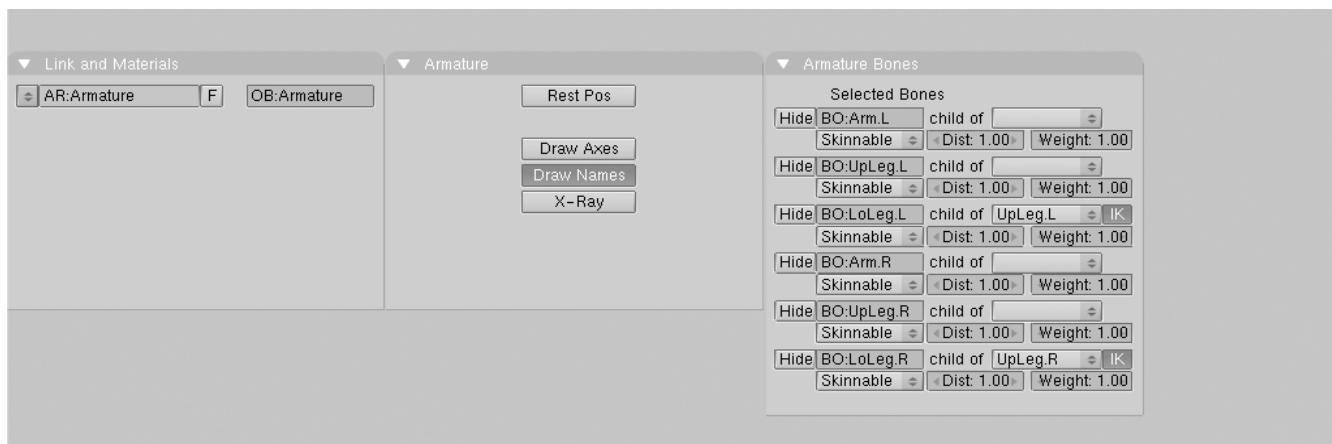 Link and Materials
AR:Armature F OB:Armature
Armature
Rest Pos
Draw Axes
Draw Names
X-Ray
Armature Bones
Selected Bones
Hide BO:Arm.L child of
Skinnable Dist: 1.00 Weight: 1.00
Hide BO:UpLeg.L child of
Skinnable Dist: 1.00 Weight: 1.00
Hide BO:LoLeg.L child of UpLeg.L IK
Skinnable Dist: 1.00 Weight: 1.00
Hide BO:Arm.R child of
Skinnable Dist: 1.00 Weight: 1.00
Hide BO:UpLeg.R child of
Skinnable Dist: 1.00 Weight: 1.00
Hide BO:LoLeg.R child of UpLeg.R IK
Skinnable Dist: 1.00 Weight: 1.00